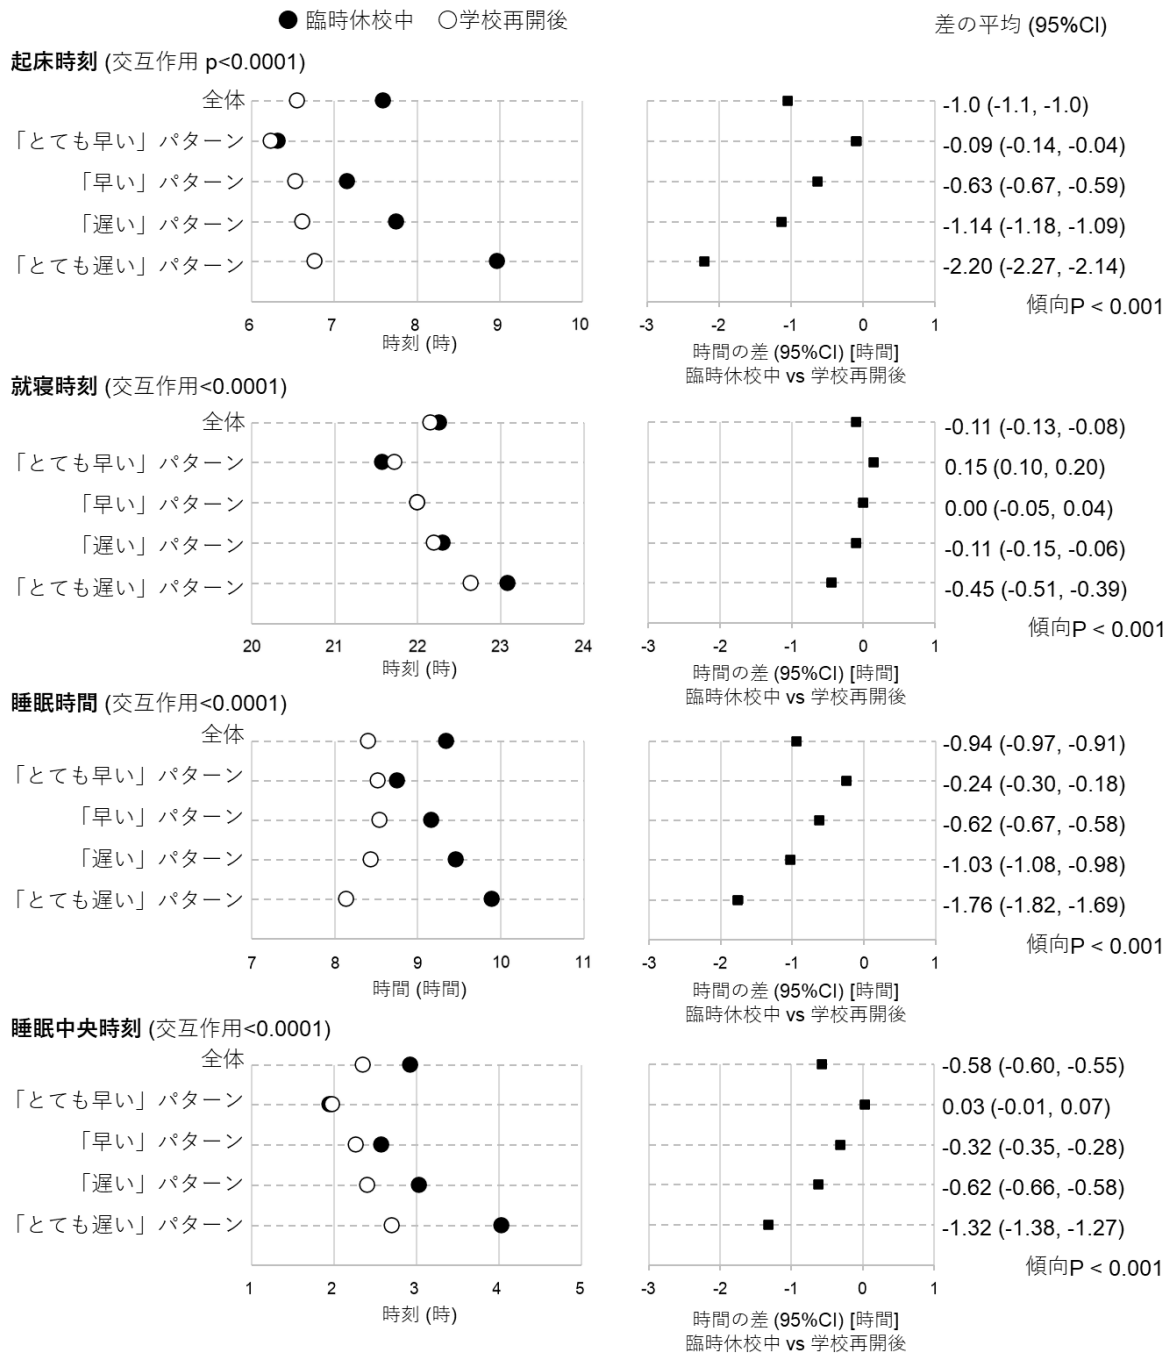 ● 臨時休校中 ○学校再開後 差の平均 (95%CI)
起床時刻 (交互作用 p<0.0001)
全体 -1.0 (-1.1, -1.0)
「とても早い」パターン -0.09 (-0.14, -0.04)
「早い」パターン -0.63 (-0.67, -0.59)
「遅い」パターン -1.14 (-1.18, -1.09)
「とても遅い」パターン -2.20 (-2.27, -2.14)
傾向P < 0.001
6 7 8 9 10 -3 -2 -1 0 1
時刻 (時) 時間の差 (95%CI) [時間]
臨時休校中 vs 学校再開後
就寝時刻 (交互作用<0.0001)
全体 -0.11 (-0.13, -0.08)
「とても早い」パターン 0.15 (0.10, 0.20)
「早い」パターン 0.00 (-0.05, 0.04)
「遅い」パターン -0.11 (-0.15, -0.06)
「とても遅い」パターン -0.45 (-0.51, -0.39)
傾向P < 0.001
20 21 22 23 24 -3 -2 -1 0 1
時刻 (時) 時間の差 (95%CI) [時間]
臨時休校中 vs 学校再開後
睡眠時間 (交互作用<0.0001)
全体 -0.94 (-0.97, -0.91)
「とても早い」パターン -0.24 (-0.30, -0.18)
「早い」パターン -0.62 (-0.67, -0.58)
「遅い」パターン -1.03 (-1.08, -0.98)
「とても遅い」パターン -1.76 (-1.82, -1.69)
傾向P < 0.001
7 8 9 10 11 -3 -2 -1 0 1
時間 (時間) 時間の差 (95%CI) [時間]
臨時休校中 vs 学校再開後
睡眠中央時刻 (交互作用<0.0001)
全体 -0.58 (-0.60, -0.55)
「とても早い」パターン 0.03 (-0.01, 0.07)
「早い」パターン -0.32 (-0.35, -0.28)
「遅い」パターン -0.62 (-0.66, -0.58)
「とても遅い」パターン -1.32 (-1.38, -1.27)
傾向P < 0.001
1 2 3 4 5 -3 -2 -1 0 1
時刻 (時) 時間の差 (95%CI) [時間]
臨時休校中 vs 学校再開後